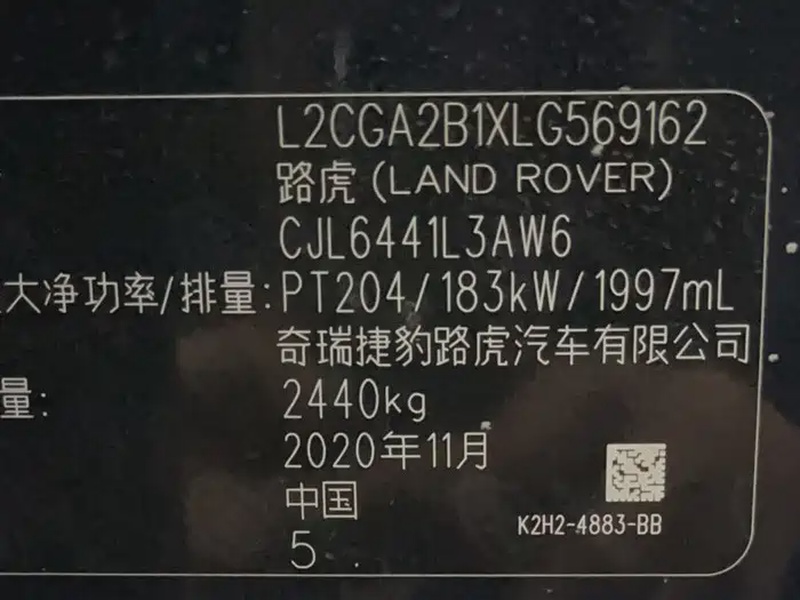 L2CGA2B1XLG569162
路虎 (LAND ROVER)
CJL6441L3AW6
大净功率/排量:PT204/183kW/1997mL
奇瑞捷豹路虎汽车有限公司
量: 2440kg
2020年11月
中国
K2H2-4883-BB
5